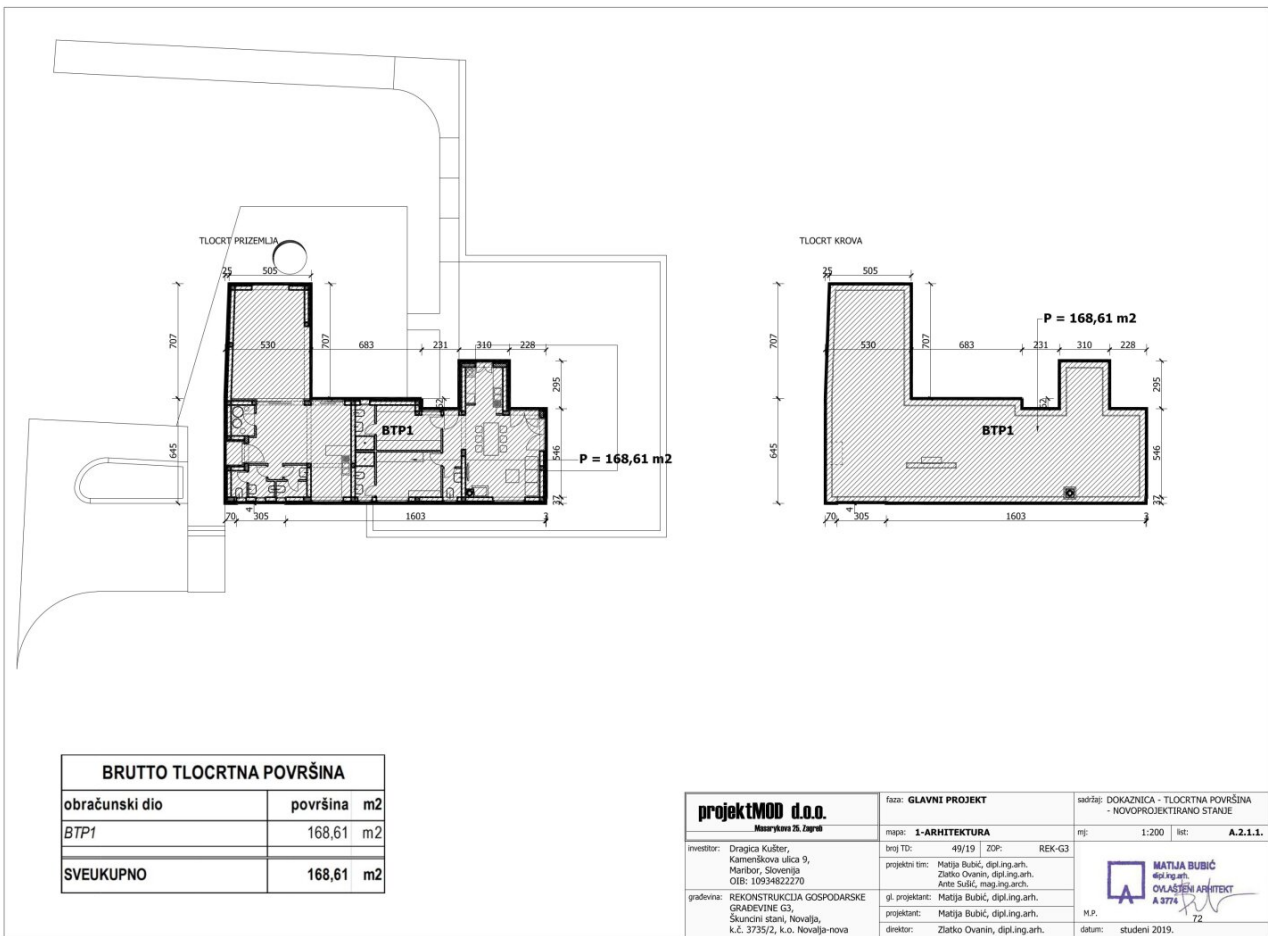 TLOCRT PRIZEMLJA
25 505
707
707
530 683 231 310 228
295
52
645
BTP1
546
P = 168,61 m2
37
70 305 4 1603 3
TLOCRT KROVA
25 505
P = 168,61 m2
707
707
530 683 231 310 228
295
52
645
BTP1
546
37
70 305 4 1603 3
BRUTTO TLOCRTNA POVRŠINA
obračunski dio površina m2
BTP1 168,61 m2
SVEUKUPNO 168,61 m2
projektMOD d.o.o.
Masarykova 25, Zagreb
investitor: Dragica Kušter,
Kamenškova ulica 9,
Maribor, Slovenija
OIB: 10934822270
građevina: REKONSTRUKCIJA GOSPODARSKE
GRAĐEVINE G3,
Škuncini stani, Novalja,
k.č. 3735/2, k.o. Novalja-nova
faza: GLAVNI PROJEKT
mapa: 1-ARHITEKTURA
broj TD: 49/19 ZOP: REK-G3
projektni tim: Matija Bubić, dipl.ing.arh.
Zlatko Ovanin, dipl.ing.arh.
Ante Sušić, mag.ing.arch.
gl. projektant: Matija Bubić, dipl.ing.arh.
projektant: Matija Bubić, dipl.ing.arh.
direktor: Zlatko Ovanin, dipl.ing.arh.
sadržaj: DOKAZNICA - TLOCRTNA POVRŠINA
- NOVOPROJEKTIRANO STANJE
mj: 1:200 list: A.2.1.1.
MATIJA BUBIĆ
dipl.ing.arh.
OVLAŠTENI ARHITEKT
A 3774
M.P. 72
datum: studeni 2019.